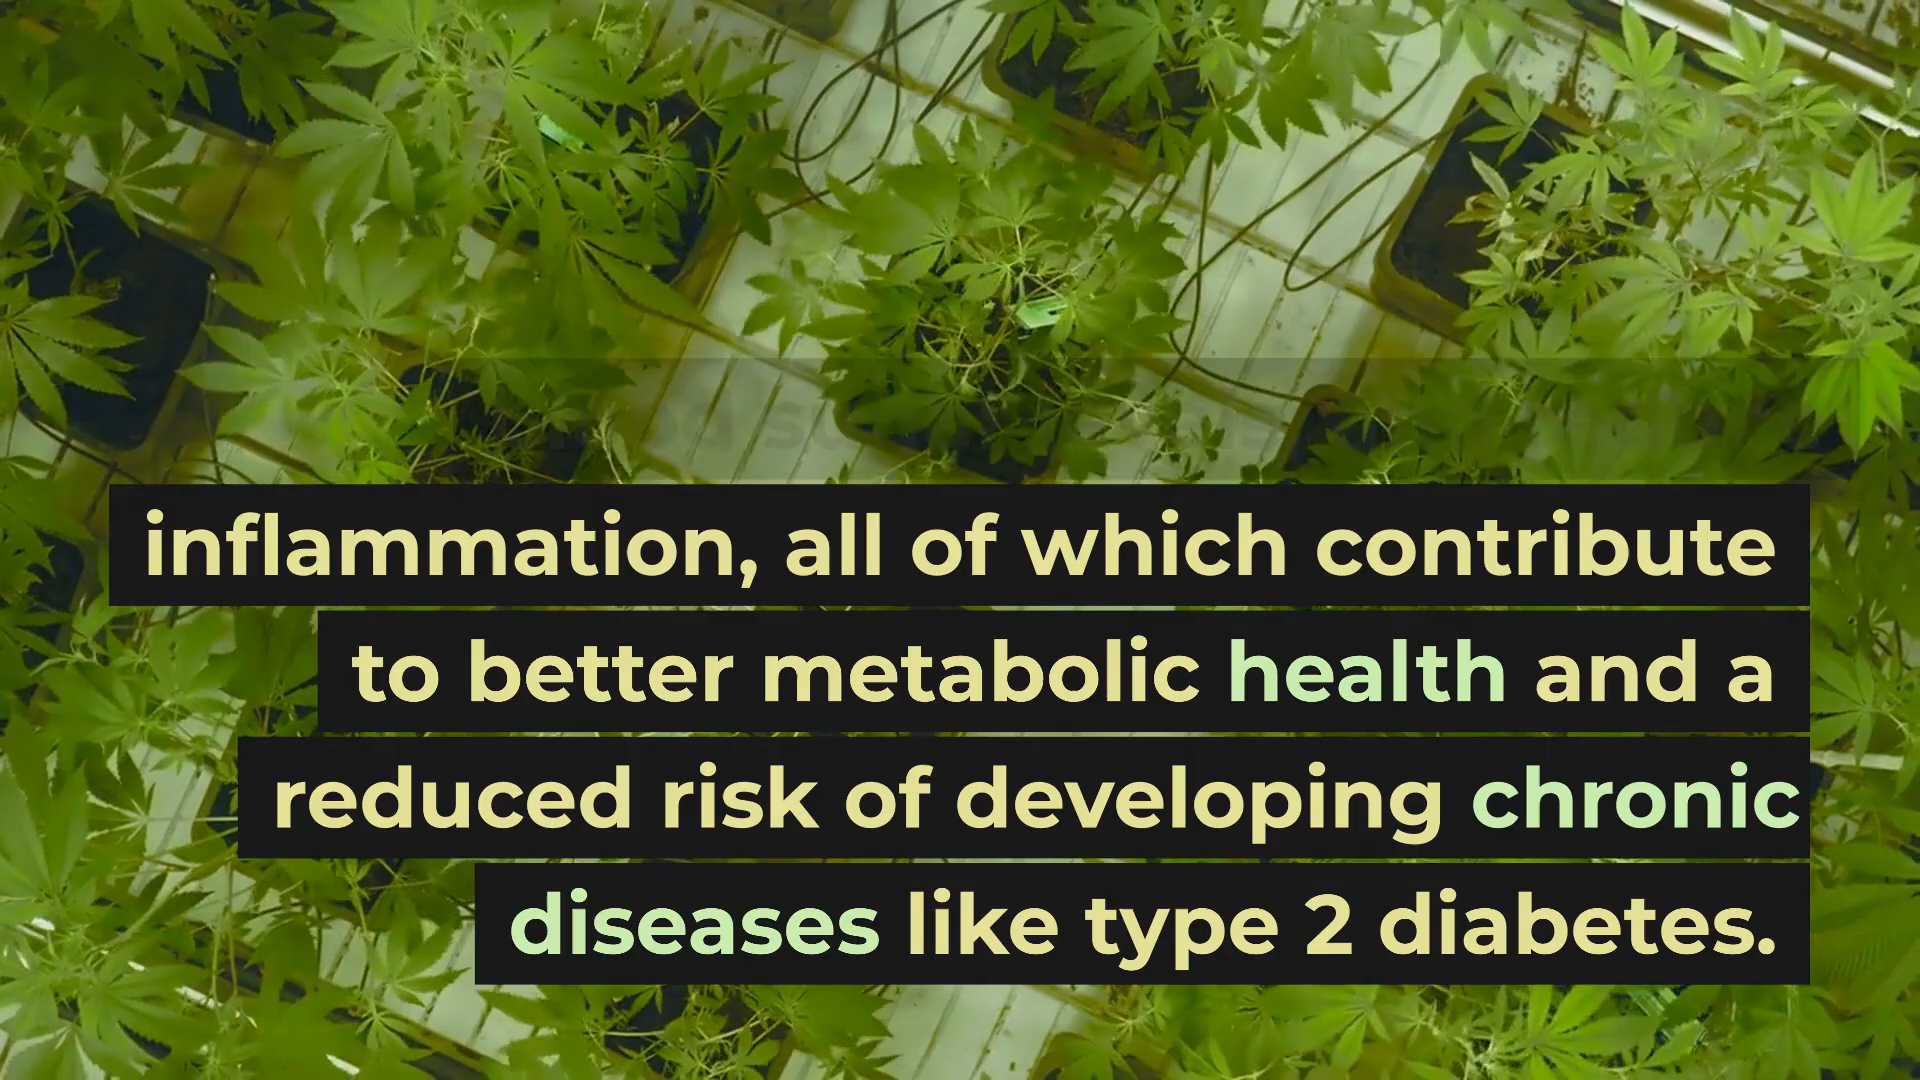 inflammation, all of which contribute
to better metabolic health and a
reduced risk of developing chronic
diseases like type 2 diabetes.